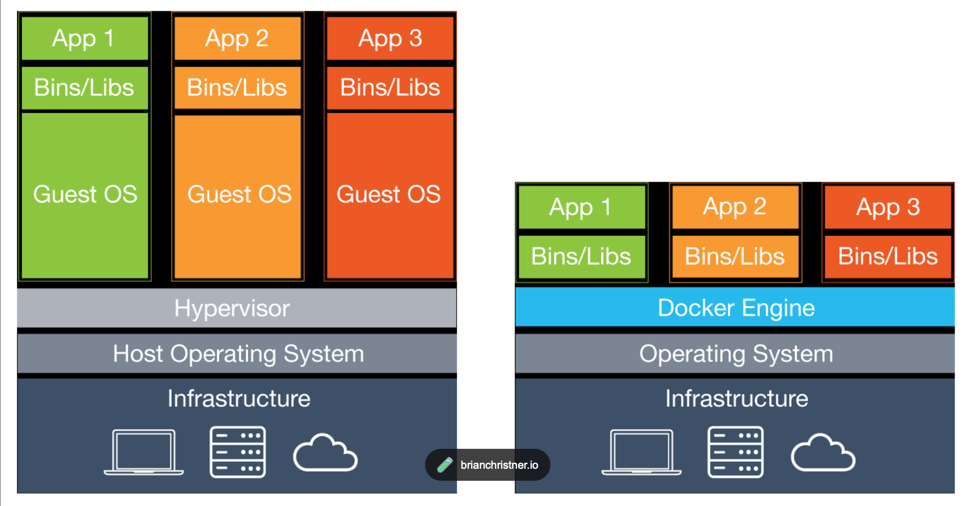 App 1
App 2
App 3
Bins/Libs
Bins/Libs
Bins/Libs
Guest OS
Guest OS
Guest OS
Hypervisor
Host Operating System
Infrastructure
App 1
App 2
App 3
Bins/Libs
Bins/Libs
Bins/Libs
Docker Engine
Operating System
Infrastructure
brianchristner.io